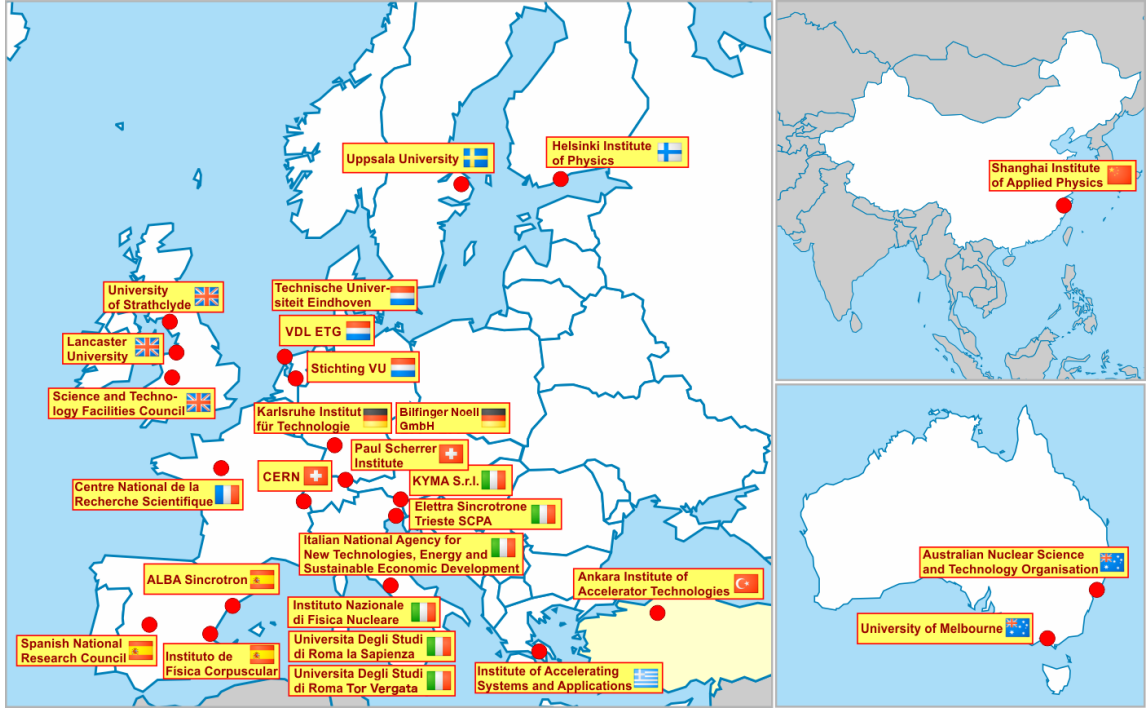 Uppsala University
Helsinki Institute
of Physics
University
of Strathclyde
Lancaster
University
Science and Techno-
logy Facilities Council
Technische Univer-
siteit Eindhoven
VDL ETG
Stichting VU
Karlsruhe Institut
für Technologie
Bilfinger Noell
GmbH
Paul Scherrer
Institute
CERN
KYMA S.r.l.
Centre National de la
Recherche Scientifique
Elettra Sincrotrone
Trieste SCPA
Italian National Agency for
New Technologies, Energy and
Sustainable Economic Development
ALBA Sincrotron
Ankara Institute of
Accelerator Technologies
Instituto Nazionale
di Fisica Nucleare
Spanish National
Research Council
Instituto de
Fisica Corpuscular
Universita Degli Studi
di Roma la Sapienza
Universita Degli Studi
di Roma Tor Vergata
Institute of Accelerating
Systems and Applications
Shanghai Institute
of Applied Physics
Australian Nuclear Science
and Technology Organisation
University of Melbourne